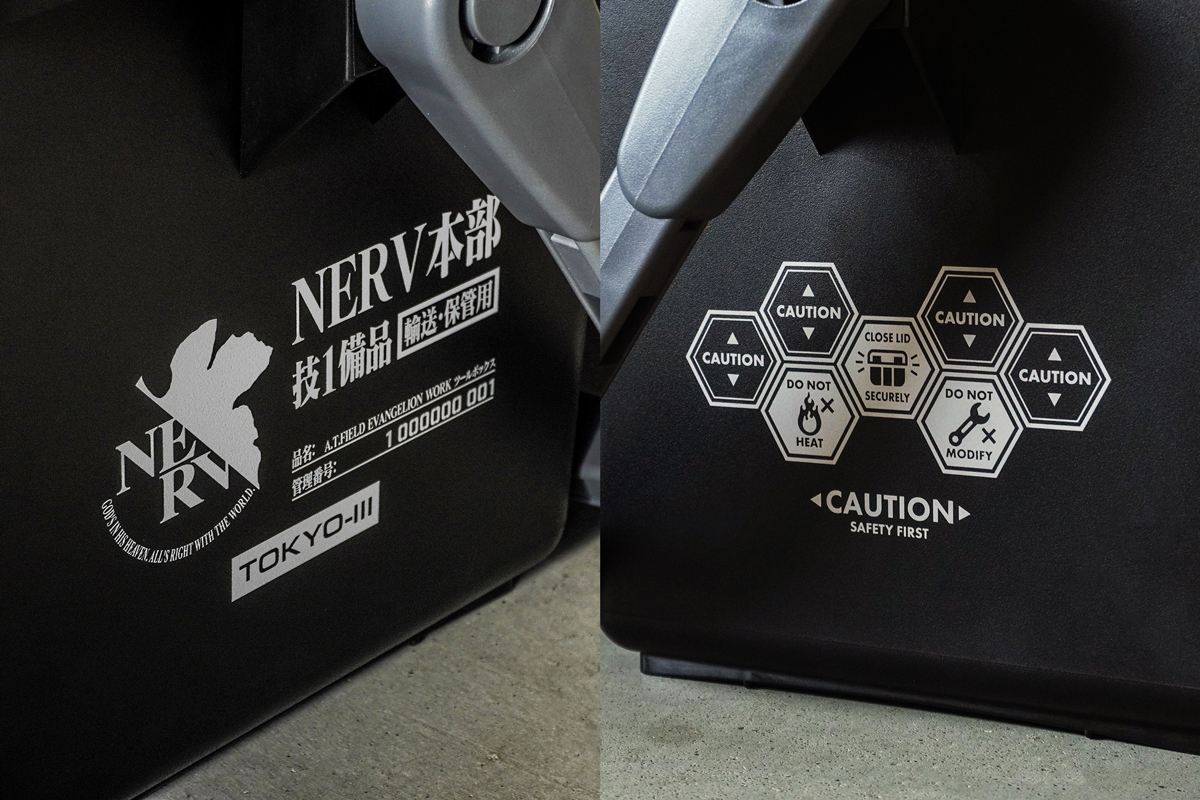 NERV本部
技1備品 輸送・保管用
品名: A.T.FIELD EVANGELION WORK ツールボックス
管理番号: 1 000000 001
NERV
GOD'S IN HIS HEAVEN. ALL'S RIGHT WITH THE WORLD.
TOKYO-III
CAUTION
CAUTION
CLOSE LID
SECURELY
CAUTION
CAUTION
DO NOT
HEAT
DO NOT
MODIFY
CAUTION
SAFETY FIRST